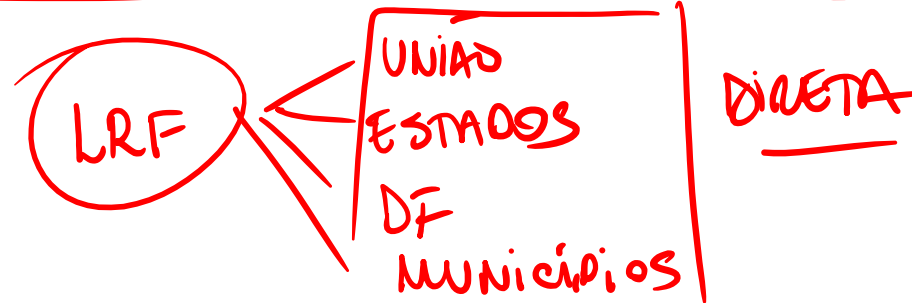 LRF
UNIAO
ESTADOS
DF
MUNICÍPIOS
DIRETA